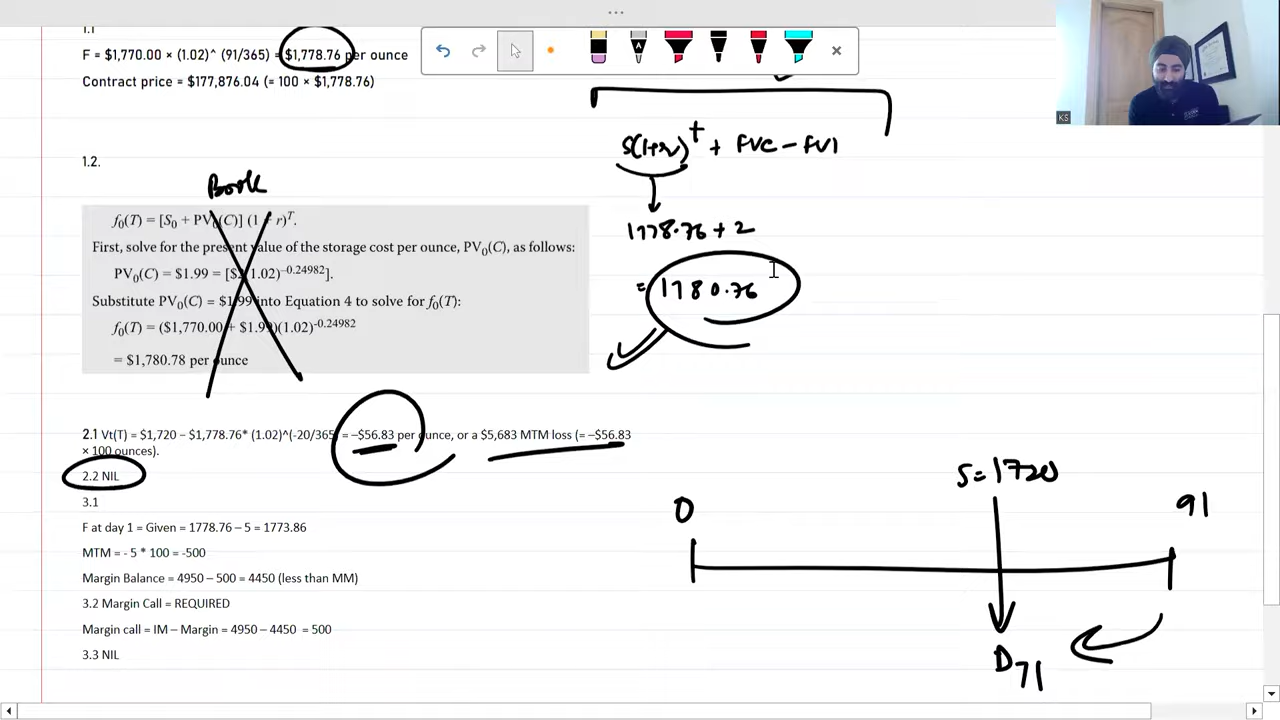 1.1
F = $1,770.00 × (1.02)^ (91/365) = $1,778.76 per ounce
Contract price = $177,876.04 (= 100 × $1,778.76)
S(1+r)^t + FVC - FVI
1.2.
Book
f₀(T) = [S₀ + PV₀(C)] (1 + r)ᵀ.
First, solve for the present value of the storage cost per ounce, PV₀(C), as follows:
PV₀(C) = $1.99 = [$2(1.02)^–0.24982].
Substitute PV₀(C) = $1.99 into Equation 4 to solve for f₀(T):
f₀(T) = ($1,770.00 + $1.99)(1.02)^-0.24982
= $1,780.78 per ounce
1778.76 + 2
= 1780.76
2.1 Vt(T) = $1,720 – $1,778.76* (1.02)^(-20/365) = –$56.83 per ounce, or a $5,683 MTM loss (= –$56.83
× 100 ounces).
2.2 NIL
3.1
F at day 1 = Given = 1778.76 – 5 = 1773.86
MTM = - 5 * 100 = -500
Margin Balance = 4950 – 500 = 4450 (less than MM)
3.2 Margin Call = REQUIRED
Margin call = IM – Margin = 4950 – 4450 = 500
3.3 NIL
S = 1720
0
91
D71
KS